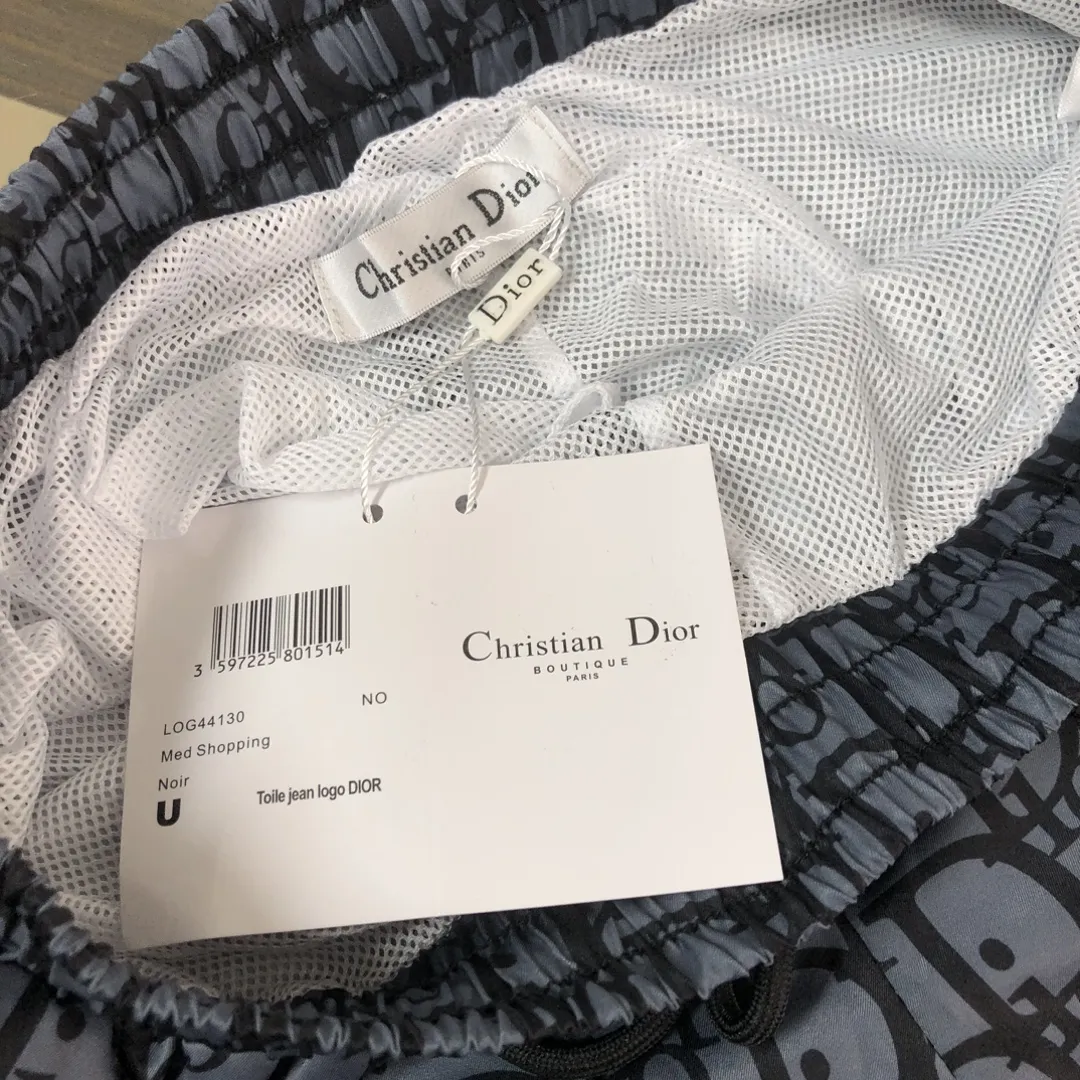 Christian Dior
PARIS
Dior
3 597225 801514
NO
LOG44130
Med Shopping
Noir
U
Toile jean logo DIOR
Christian Dior
BOUTIQUE
PARIS